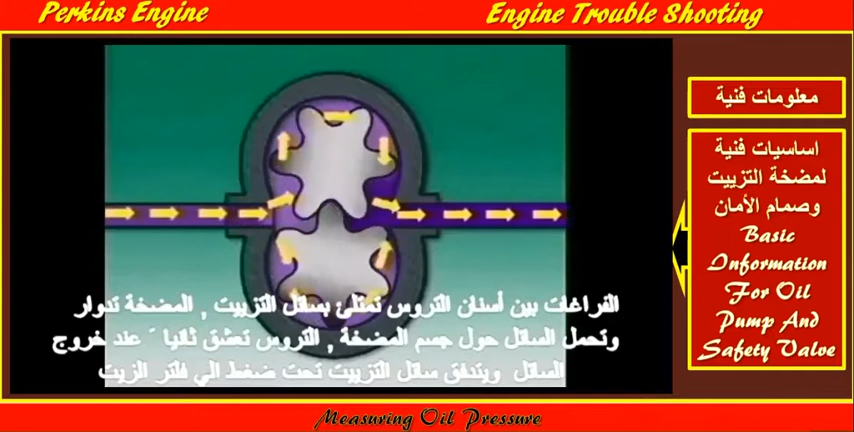 Perkins Engine
Engine Trouble Shooting
معلومات فنية
اساسيات فنية
لمضخة التزييت
وصمام الأمان
Basic
Information
For Oil
Pump And
Safety Valve
الفراغات بين أسنان التروس تمتلئ بسائل التزييت , المضخة تدوار
وتحمل السائل حول جسم المضخة , التروس تعشق ثانيا ً عند خروج
السائل ويتدفق سائل التزييت تحت ضغط الي فلتر الزيت
Measuring Oil Pressure